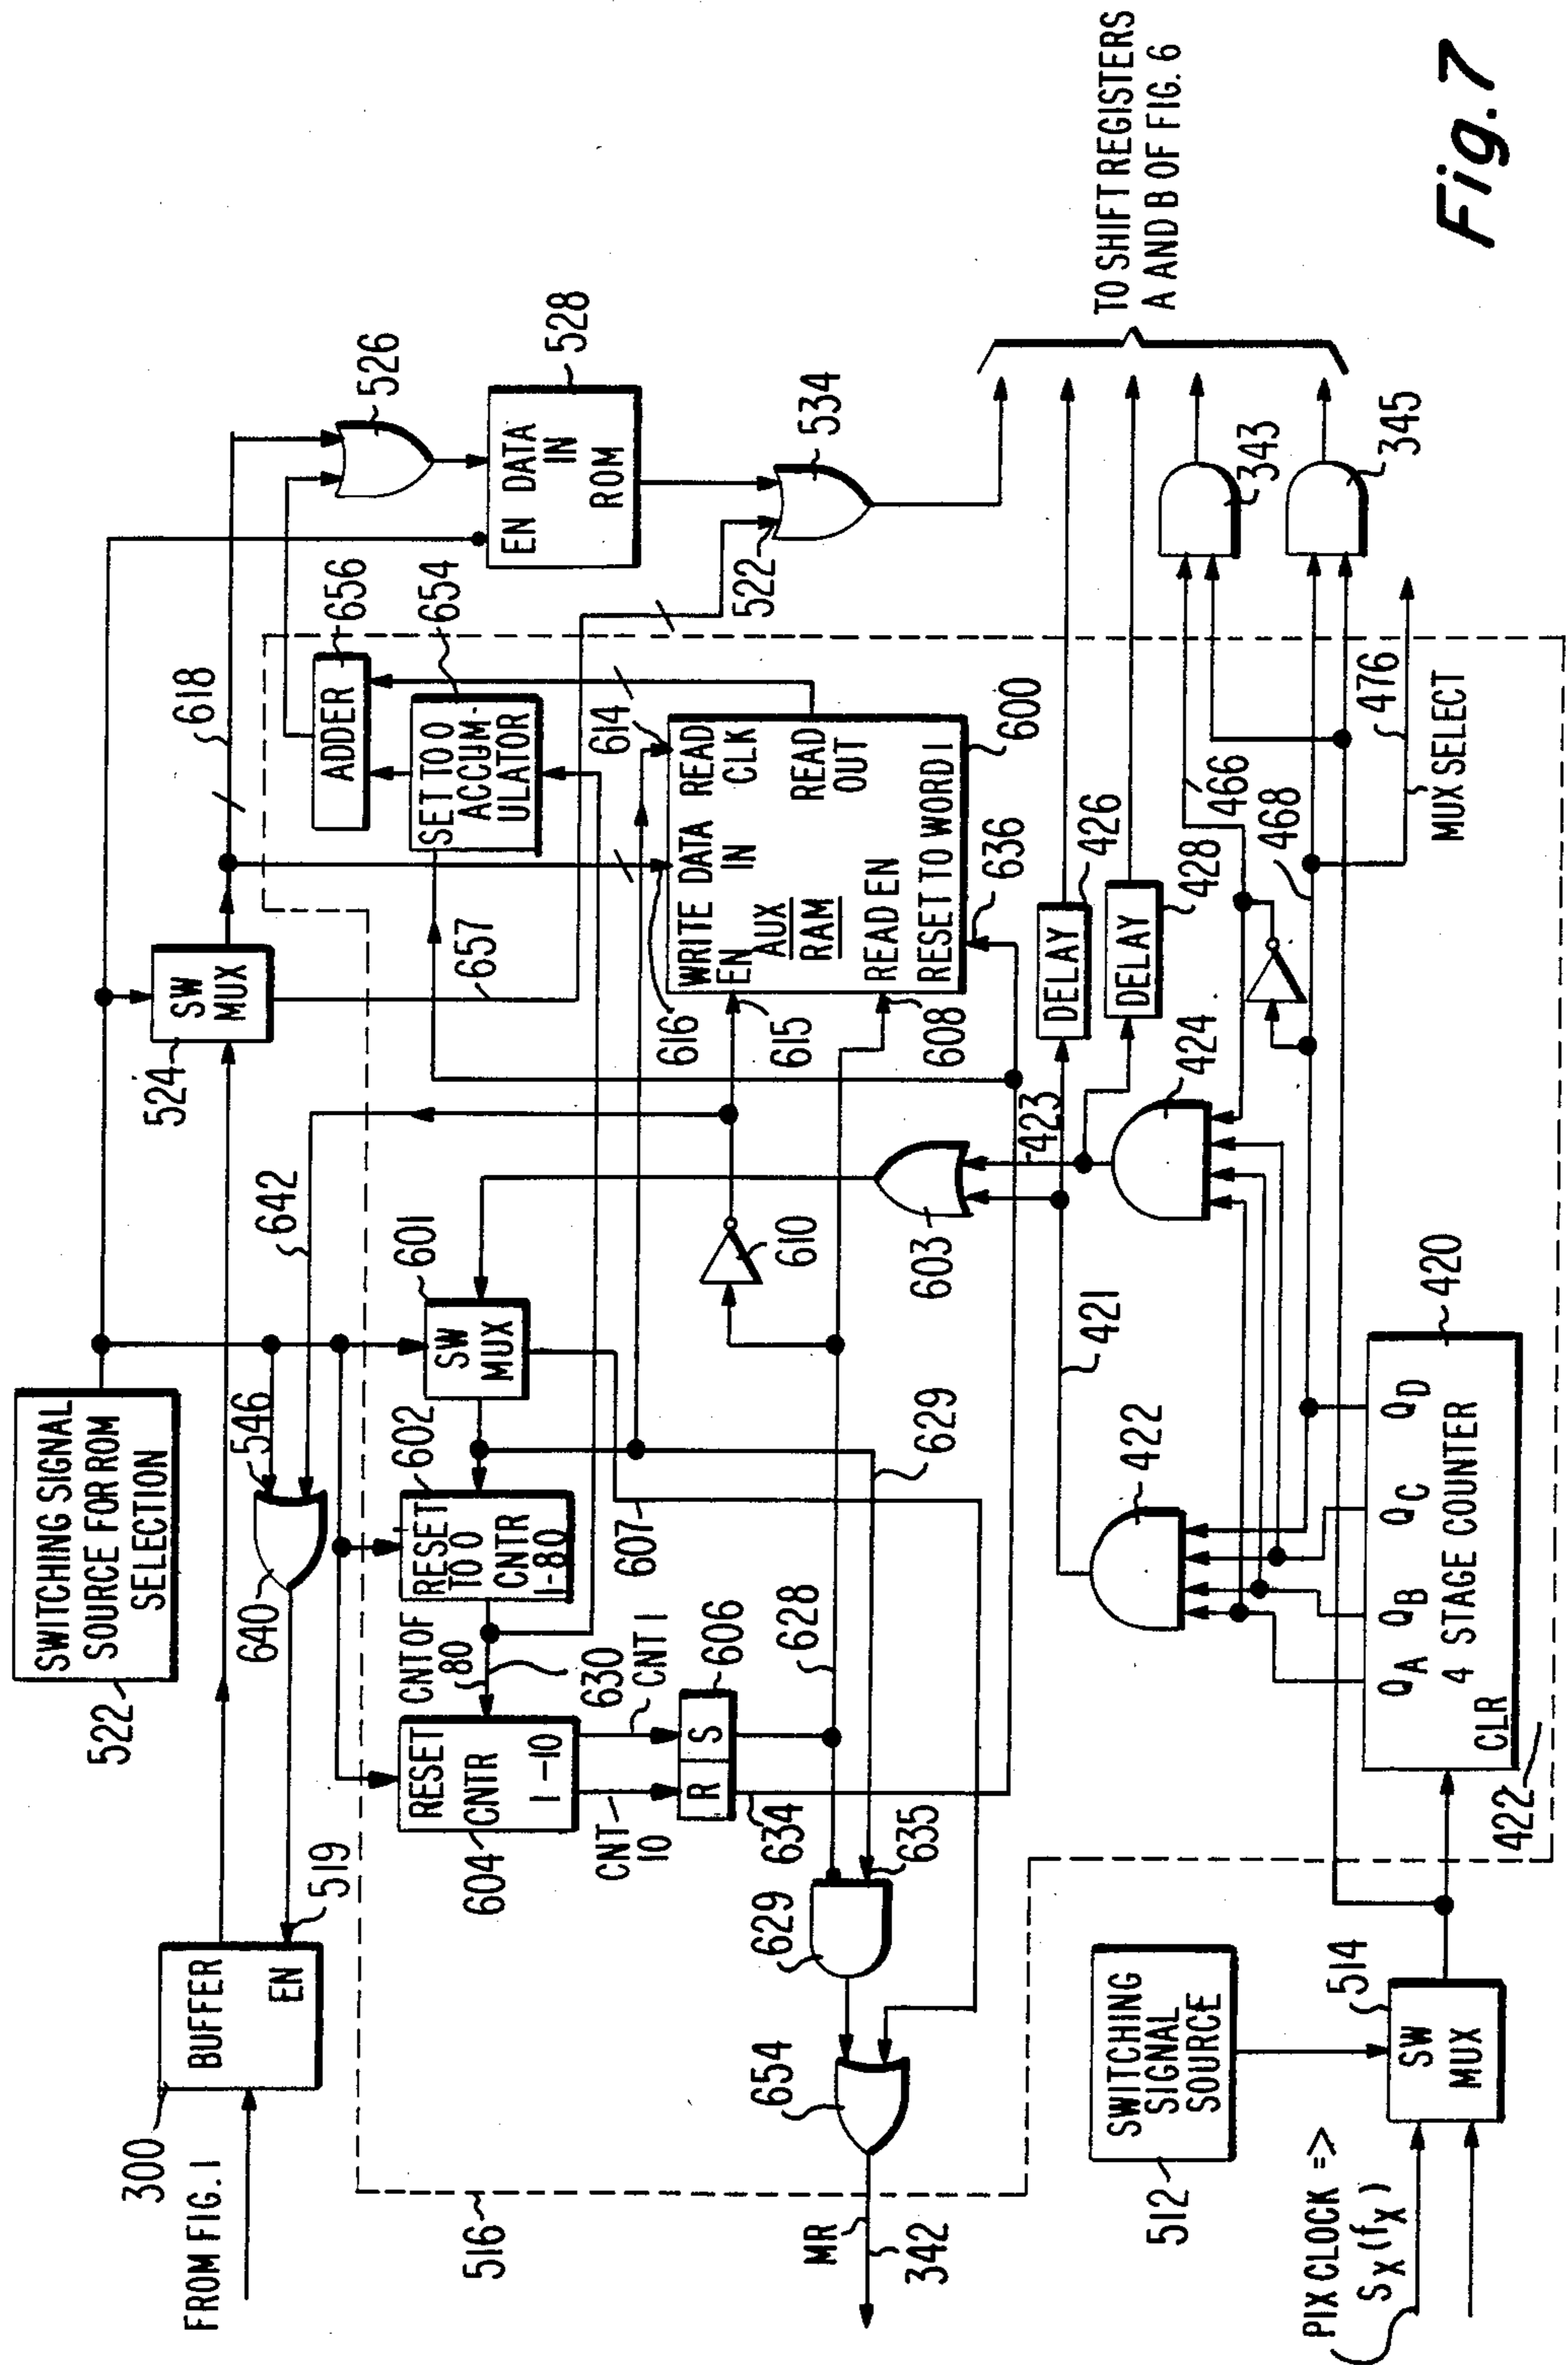 SWITCHING SIGNAL
SOURCE FOR ROM
SELECTION
522
524
SW
MUX
618
526
EN DATA
IN
ROM
528
534
522
TO SHIFT REGISTERS
A AND B OF FIG. 6
Fig. 7
300
BUFFER
EN
FROM FIG. 1
519
640
546
642
516
657
ADDER
656
SET TO 0
ACCUM-
ULATOR
654
614
616
615
WRITE DATA READ
EN IN CLK
AUX
RAM
READ
OUT
READ EN
RESET TO WORD 1
600
608
636
601
SW
MUX
602
RESET
TO 0
CNTR
1-80
CNT OF
80
630
604
RESET
CNTR
1-10
CNT 1
CNT
10
606
R S
607
610
628
629
634
635
629
654
MR
342
603
423
421
DELAY
426
DELAY
428
424
422
466
468
476
MUX SELECT
343
345
420
QA QB QC QD
4 STAGE COUNTER
CLR
422
SWITCHING
SIGNAL
SOURCE
512
514
SW
MUX
PIX CLOCK =>
SX(fX)